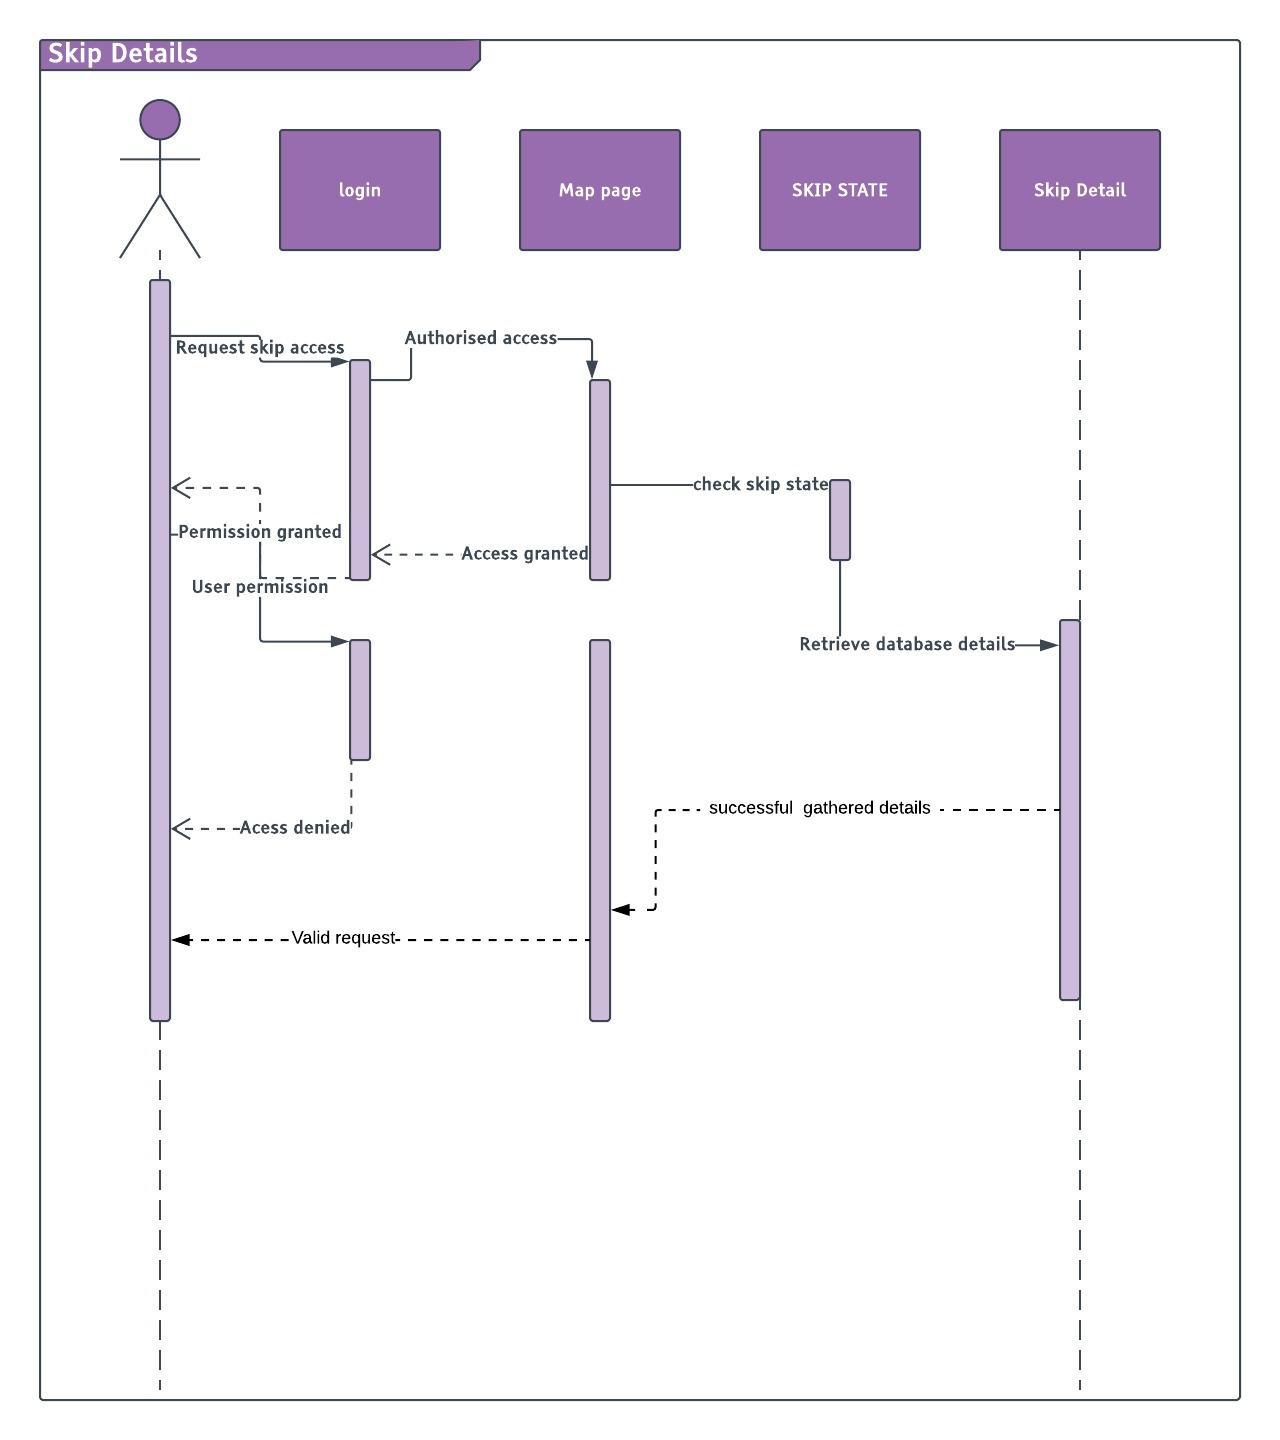 Skip Details
login
Map page
SKIP STATE
Skip Detail
Request skip access
Authorised access
check skip state
Permission granted
Access granted
User permission
Retrieve database details
successful  gathered details
Acess denied
Valid request